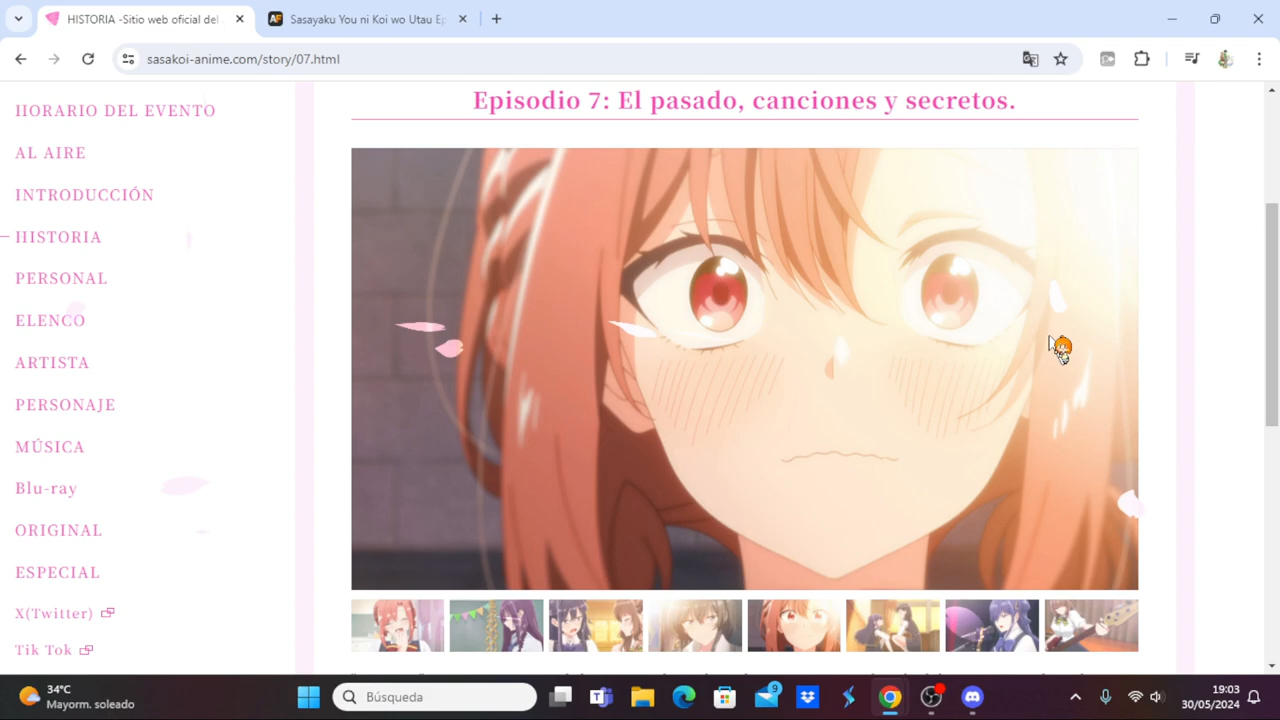 HISTORIA -Sitio web oficial del
Sasayaku You ni Koi wo Utau Ep
sasakoi-anime.com/story/07.html
HORARIO DEL EVENTO
AL AIRE
INTRODUCCIÓN
HISTORIA
PERSONAL
ELENCO
ARTISTA
PERSONAJE
MÚSICA
Blu-ray
ORIGINAL
ESPECIAL
X(Twitter)
Tik Tok
Episodio 7: El pasado, canciones y secretos.
34°C
Mayorm. soleado
Búsqueda
9
19:03
30/05/2024